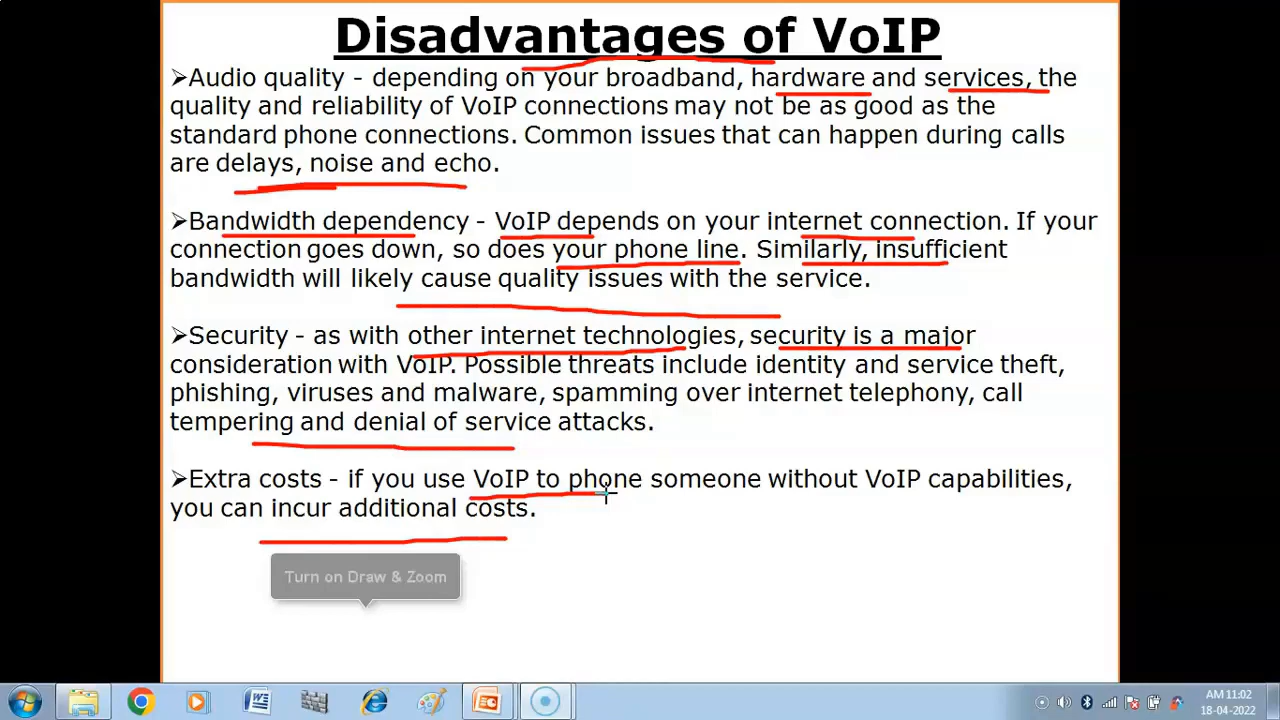 Disadvantages of VoIP
➢Audio quality - depending on your broadband, hardware and services, the
quality and reliability of VoIP connections may not be as good as the
standard phone connections. Common issues that can happen during calls
are delays, noise and echo.
➢Bandwidth dependency - VoIP depends on your internet connection. If your
connection goes down, so does your phone line. Similarly, insufficient
bandwidth will likely cause quality issues with the service.
➢Security - as with other internet technologies, security is a major
consideration with VoIP. Possible threats include identity and service theft,
phishing, viruses and malware, spamming over internet telephony, call
tempering and denial of service attacks.
➢Extra costs - if you use VoIP to phone someone without VoIP capabilities,
you can incur additional costs.
Turn on Draw & Zoom
AM 11:02
18-04-2022